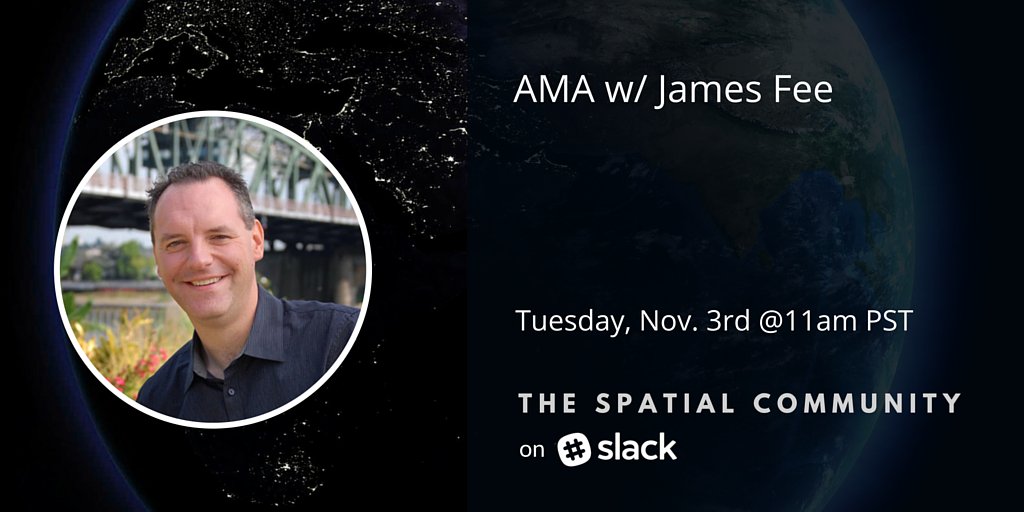 AMA w/ James Fee
Tuesday, Nov. 3rd @11am PST
THE SPATIAL COMMUNITY
on slack